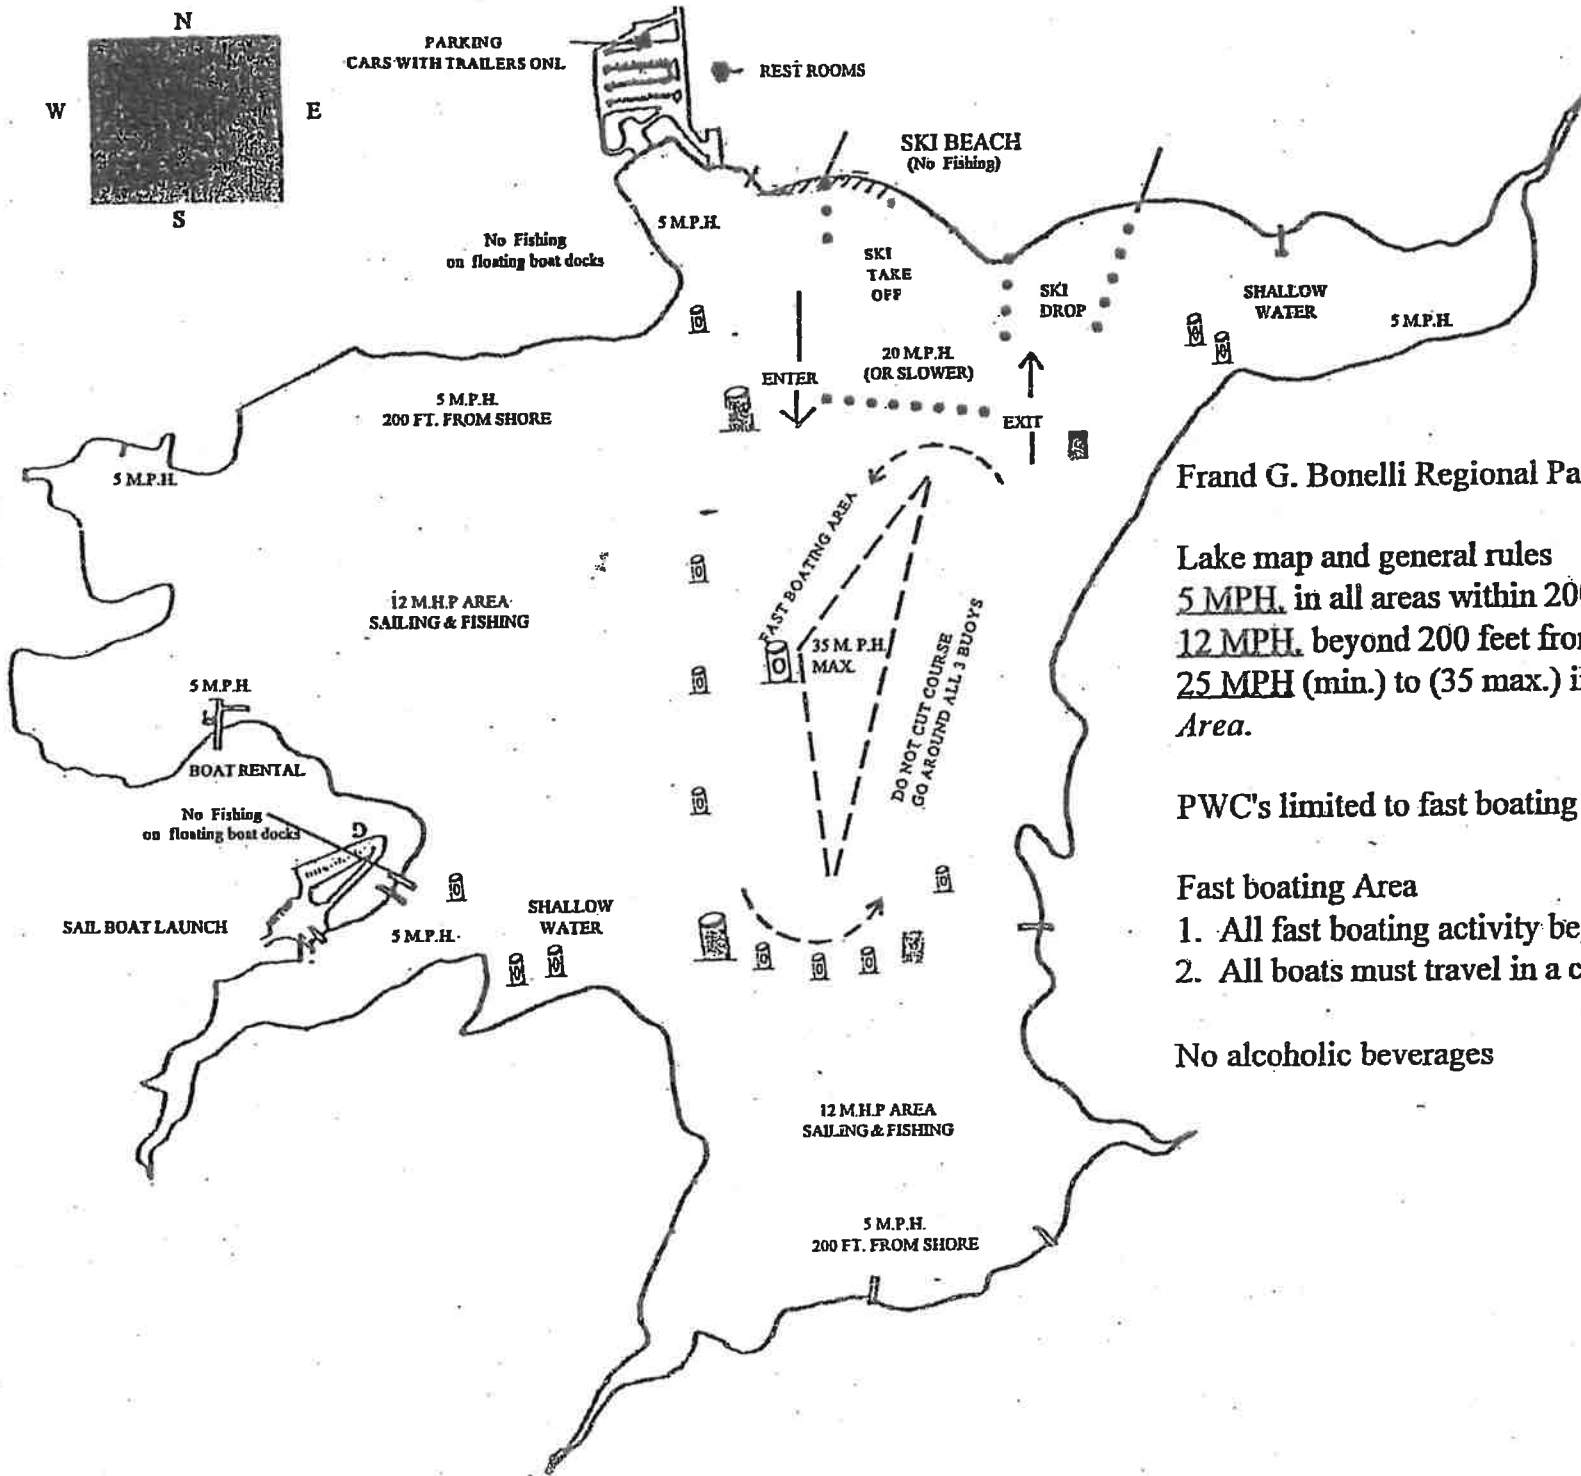 N
W
E
S
PARKING
CARS WITH TRAILERS ONL
REST ROOMS
SKI BEACH
(No Fishing)
5 M.P.H.
No Fishing
on floating boat docks
SKI
TAKE
OFF
SKI
DROP
SHALLOW
WATER
5 M.P.H.
20 M.P.H.
(OR SLOWER)
ENTER
EXIT
5 M.P.H.
200 FT. FROM SHORE
5 M.P.H.
FAST BOATING AREA
12 M.H.P AREA
SAILING & FISHING
35 M. P.H.
MAX.
DO NOT CUT COURSE
GO AROUND ALL 3 BUOYS
5 M.P.H.
BOAT RENTAL
No Fishing
on floating boat docks
G
SAIL BOAT LAUNCH
5 M.P.H.
SHALLOW
WATER
12 M.H.P AREA
SAILING & FISHING
5 M.P.H.
200 FT. FROM SHORE
Frand G. Bonelli Regional Pa
Lake map and general rules
5 MPH. in all areas within 20
12 MPH. beyond 200 feet fro
25 MPH (min.) to (35 max.) i
Area.
PWC's limited to fast boating
Fast boating Area
1. All fast boating activity be
2. All boats must travel in a c
No alcoholic beverages